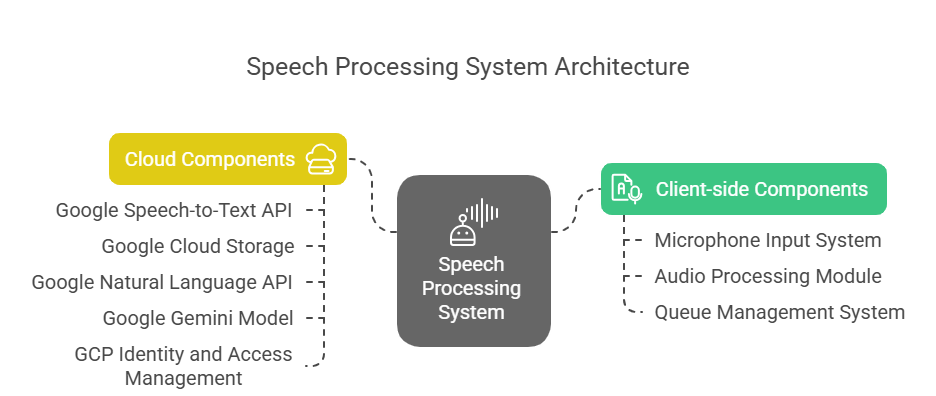 Speech Processing System Architecture
Cloud Components
Google Speech-to-Text API
Google Cloud Storage
Google Natural Language API
Google Gemini Model
GCP Identity and Access
Management
Speech
Processing
System
A
Client-side Components
Microphone Input System
Audio Processing Module
Queue Management System